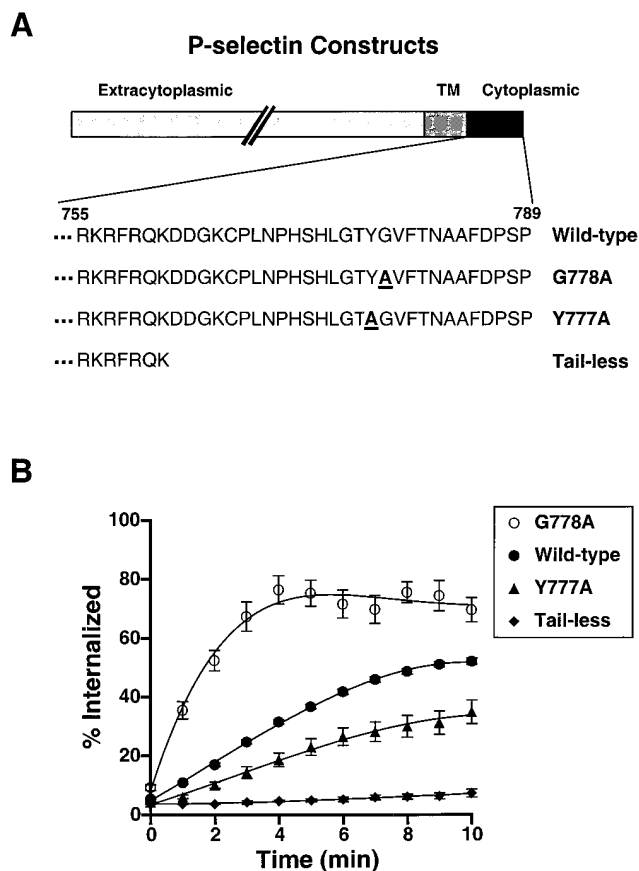 A
P-selectin Constructs
Extracytoplasmic TM Cytoplasmic
755 789
...RKRFRQKDDGKCPLNPHSHLGTYGVFTNAAFDPSP Wild-type
...RKRFRQKDDGKCPLNPHSHLGTYAVFTNAAFDPSP G778A
...RKRFRQKDDGKCPLNPHSHLGTAGVFTNAAFDPSP Y777A
...RKRFRQK Tail-less
B
% Internalized
100
80
60
40
20
0
0 2 4 6 8 10
Time (min)
G778A
Wild-type
Y777A
Tail-less